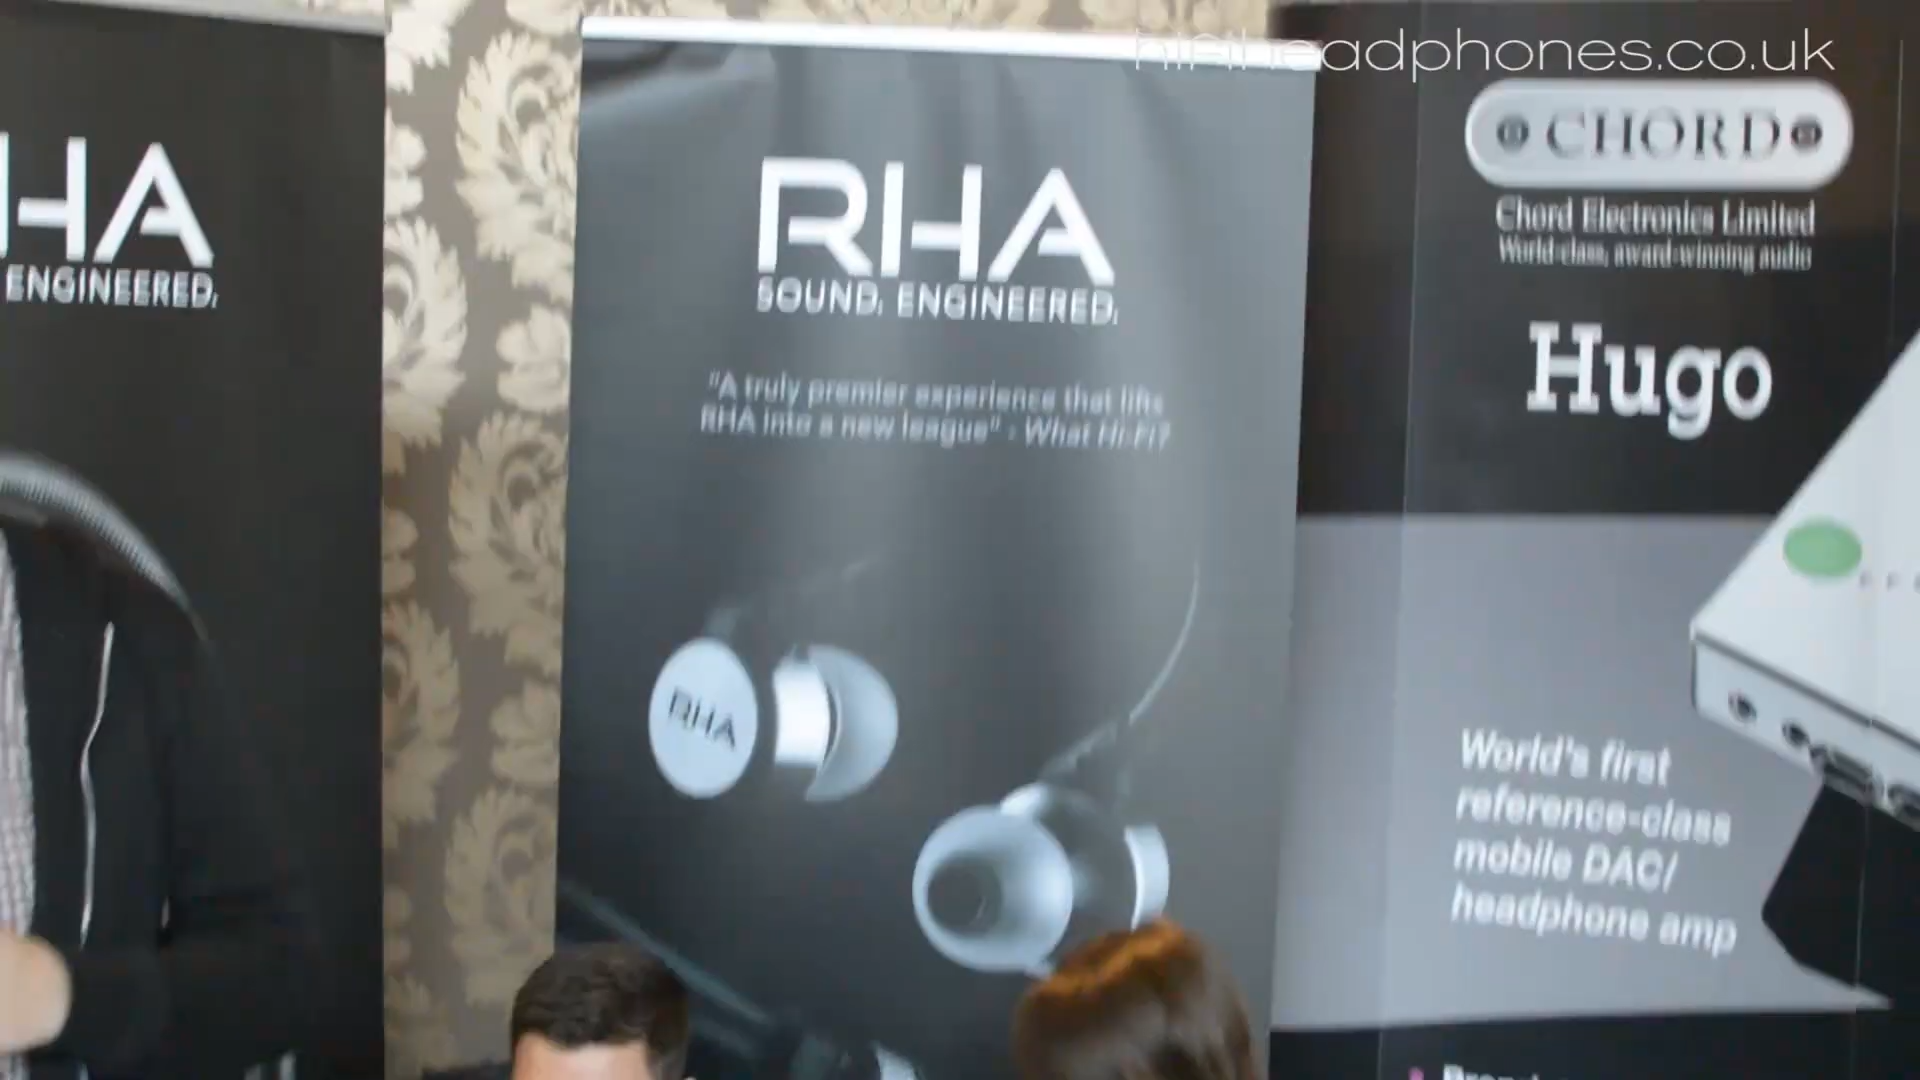 hifiheadphones.co.uk
HA
ENGINEERED.
RHA
SOUND. ENGINEERED.
"A truly premier experience that lifts
RHA into a new league" - What Hi-Fi?
RHA
CHORD
Chord Electronics Limited
World-class, award-winning audio
Hugo
World's first
reference-class
mobile DAC/
headphone amp